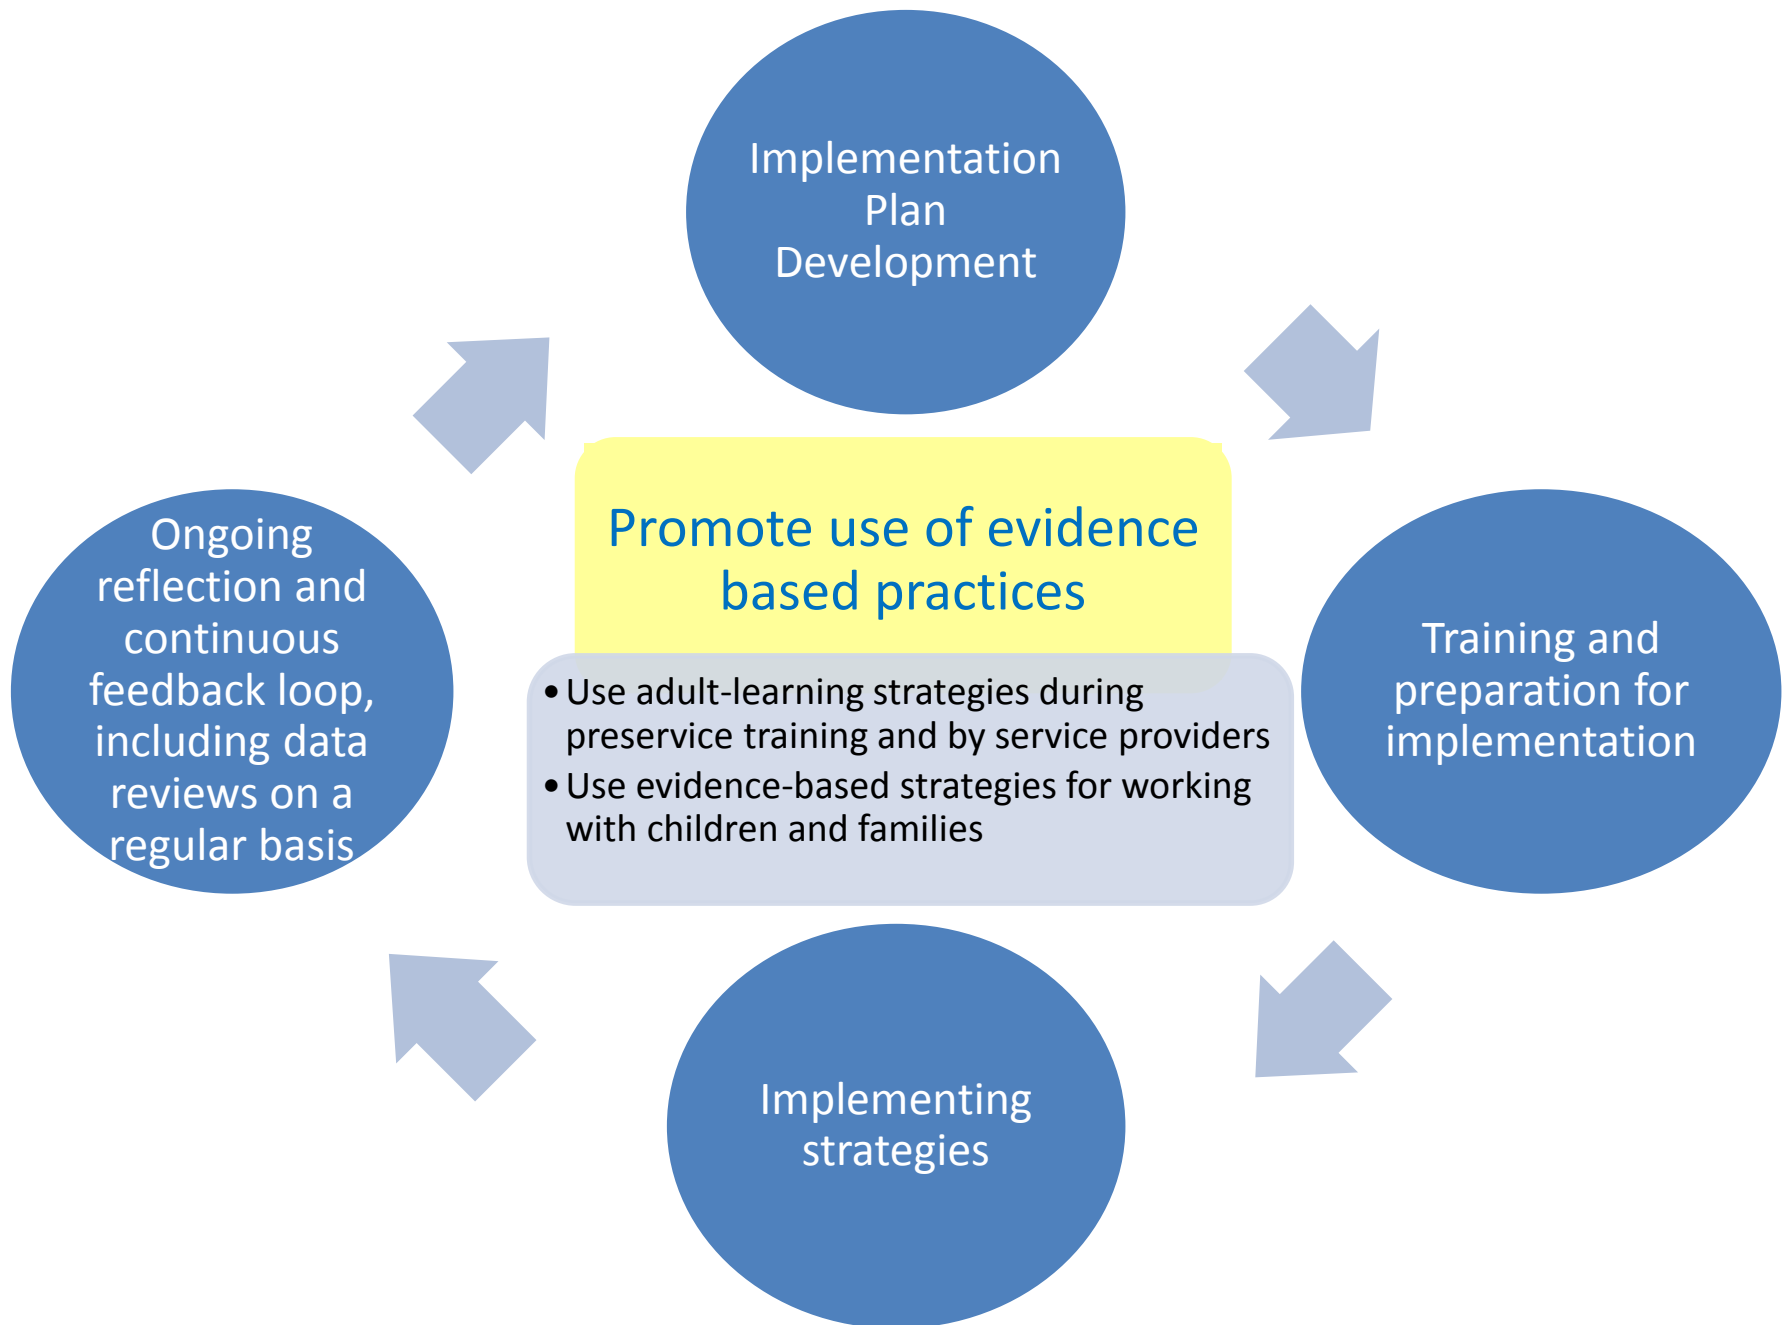 Implementation
Plan
Development
Promote use of evidence
based practices
• Use adult-learning strategies during
preservice training and by service providers
• Use evidence-based strategies for working
with children and families
Training and
preparation for
implementation
Implementing
strategies
Ongoing
reflection and
continuous
feedback loop,
including data
reviews on a
regular basis